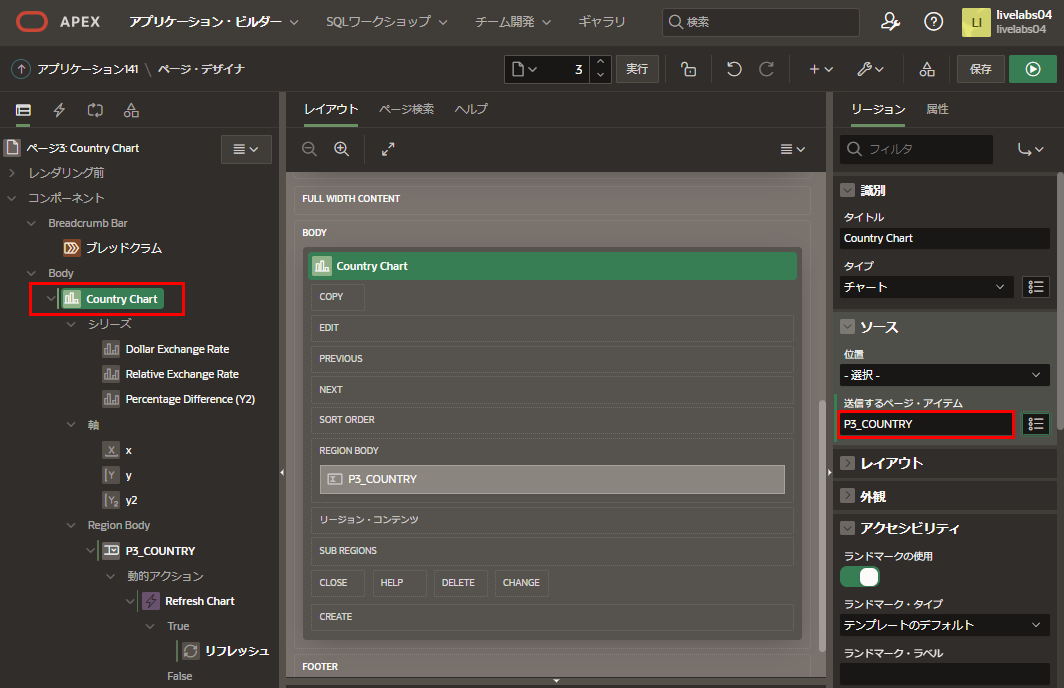 APEX
アプリケーション・ビルダー
SQLワークショップ
チーム開発
ギャラリ
検索
LI
livelabs04
livelabs04
アプリケーション141 \ ページ・デザイナ
3
実行
保存
ページ3: Country Chart
レンダリング前
コンポーネント
Breadcrumb Bar
ブレッドクラム
Body
Country Chart
シリーズ
Dollar Exchange Rate
Relative Exchange Rate
Percentage Difference (Y2)
軸
x
y
y2
Region Body
P3_COUNTRY
動的アクション
Refresh Chart
True
リフレッシュ
False
レイアウト
ページ検索
ヘルプ
FULL WIDTH CONTENT
BODY
Country Chart
COPY
EDIT
PREVIOUS
NEXT
SORT ORDER
REGION BODY
P3_COUNTRY
リージョン・コンテンツ
SUB REGIONS
CLOSE
HELP
DELETE
CHANGE
CREATE
FOOTER
リージョン
属性
フィルタ
識別
タイトル
Country Chart
タイプ
チャート
ソース
位置
- 選択 -
送信するページ・アイテム
P3_COUNTRY
レイアウト
外観
アクセシビリティ
ランドマークの使用
ランドマーク・タイプ
テンプレートのデフォルト
ランドマーク・ラベル